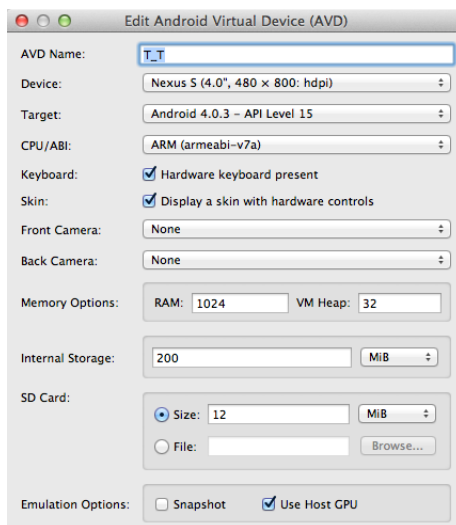 Edit Android Virtual Device (AVD)
AVD Name: T_T
Device: Nexus S (4.0", 480 × 800: hdpi)
Target: Android 4.0.3 – API Level 15
CPU/ABI: ARM (armeabi-v7a)
Keyboard: Hardware keyboard present
Skin: Display a skin with hardware controls
Front Camera: None
Back Camera: None
Memory Options: RAM: 1024 VM Heap: 32
Internal Storage: 200 MiB
SD Card:
Size: 12 MiB
File: Browse...
Emulation Options: Snapshot Use Host GPU